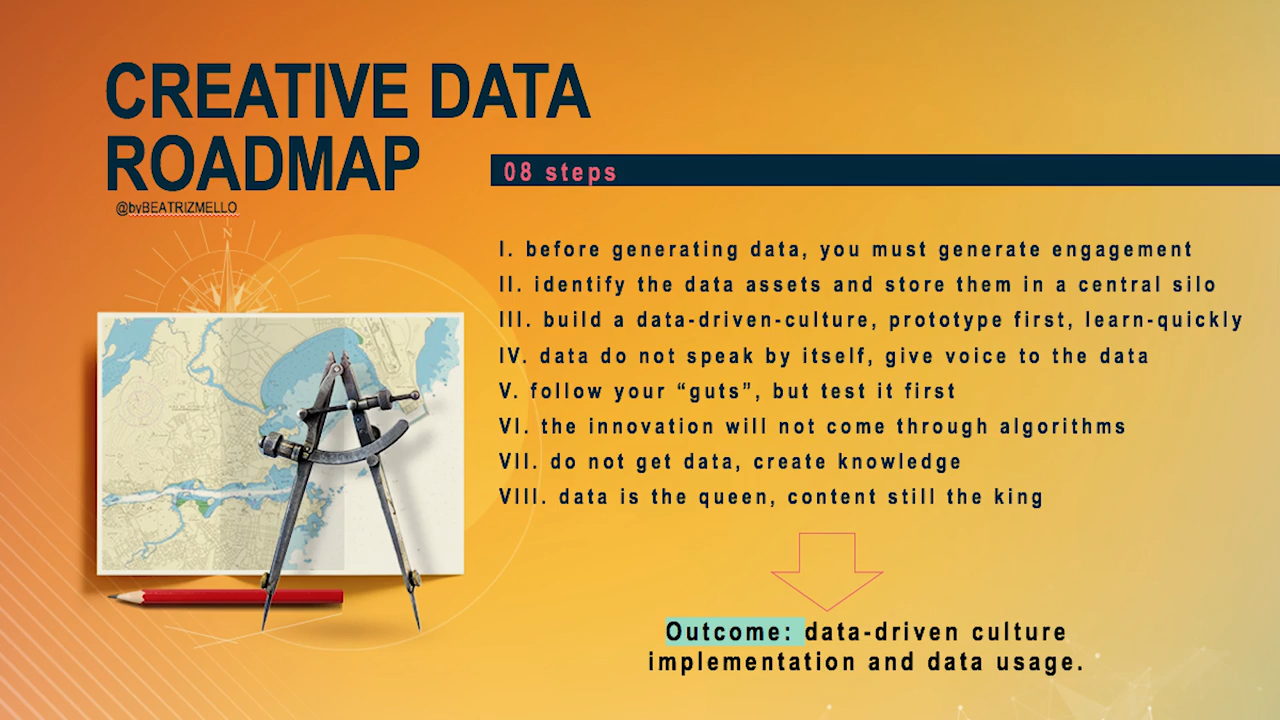 CREATIVE DATA
ROADMAP
@byBEATRIZMELLO
08 steps
N
I. before generating data, you must generate engagement
II. identify the data assets and store them in a central silo
III. build a data-driven-culture, prototype first, learn-quickly
IV. data do not speak by itself, give voice to the data
V. follow your “guts”, but test it first
VI. the innovation will not come through algorithms
VII. do not get data, create knowledge
VIII. data is the queen, content still the king
Outcome: data-driven culture
implementation and data usage.